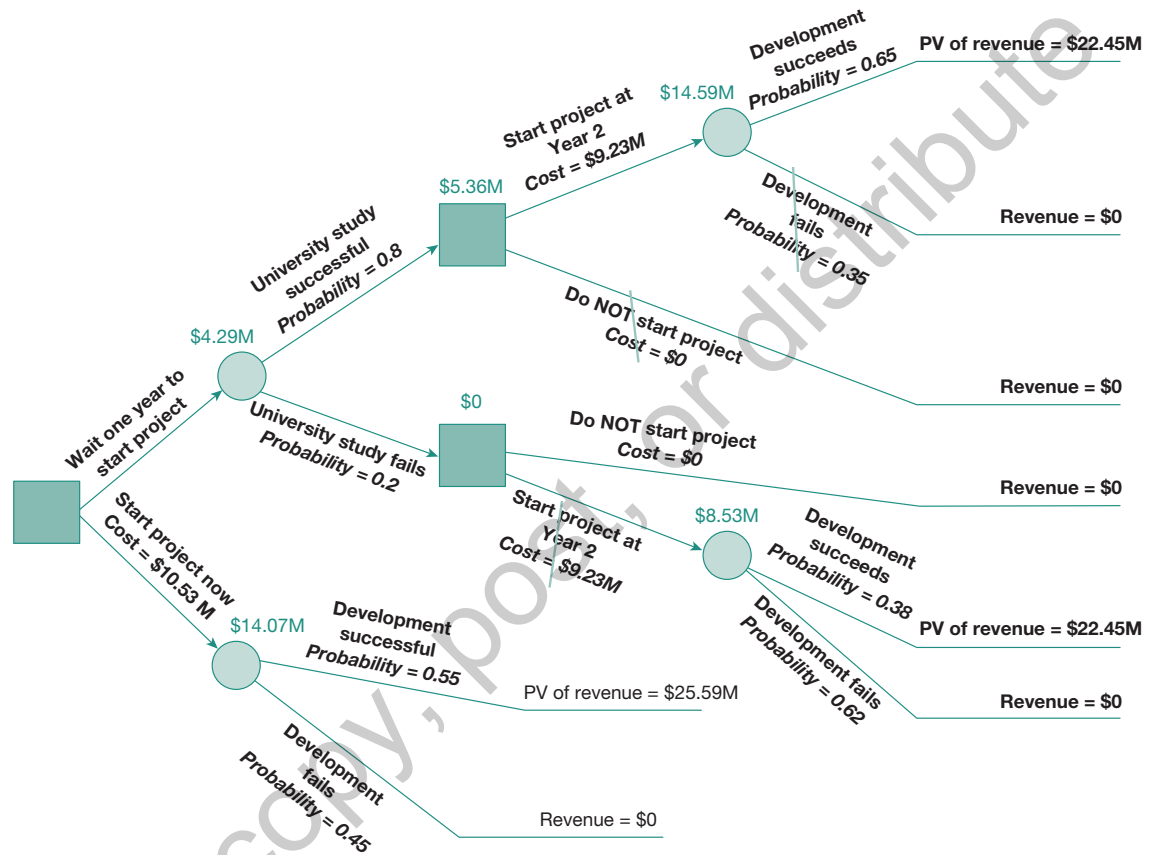 Development
succeeds
Probability = 0.65
PV of revenue = $22.45M
$14.59M
Start project at
Year 2
Cost = $9.23M
Development
fails
Probability = 0.35
Revenue = $0
$5.36M
University study
successful
Probability = 0.8
Do NOT start project
Cost = $0
Revenue = $0
$4.29M
Wait one year to
start project
University study fails
Probability = 0.2
$0
Do NOT start project
Cost = $0
Revenue = $0
Start project at
Year 2
Cost = $9.23M
$8.53M
Development
succeeds
Probability = 0.38
PV of revenue = $22.45M
Development fails
Probability = 0.62
Revenue = $0
Start project now
Cost = $10.53 M
$14.07M
Development
successful
Probability = 0.55
PV of revenue = $25.59M
Development
fails
Probability = 0.45
Revenue = $0
copy, post, or distribute